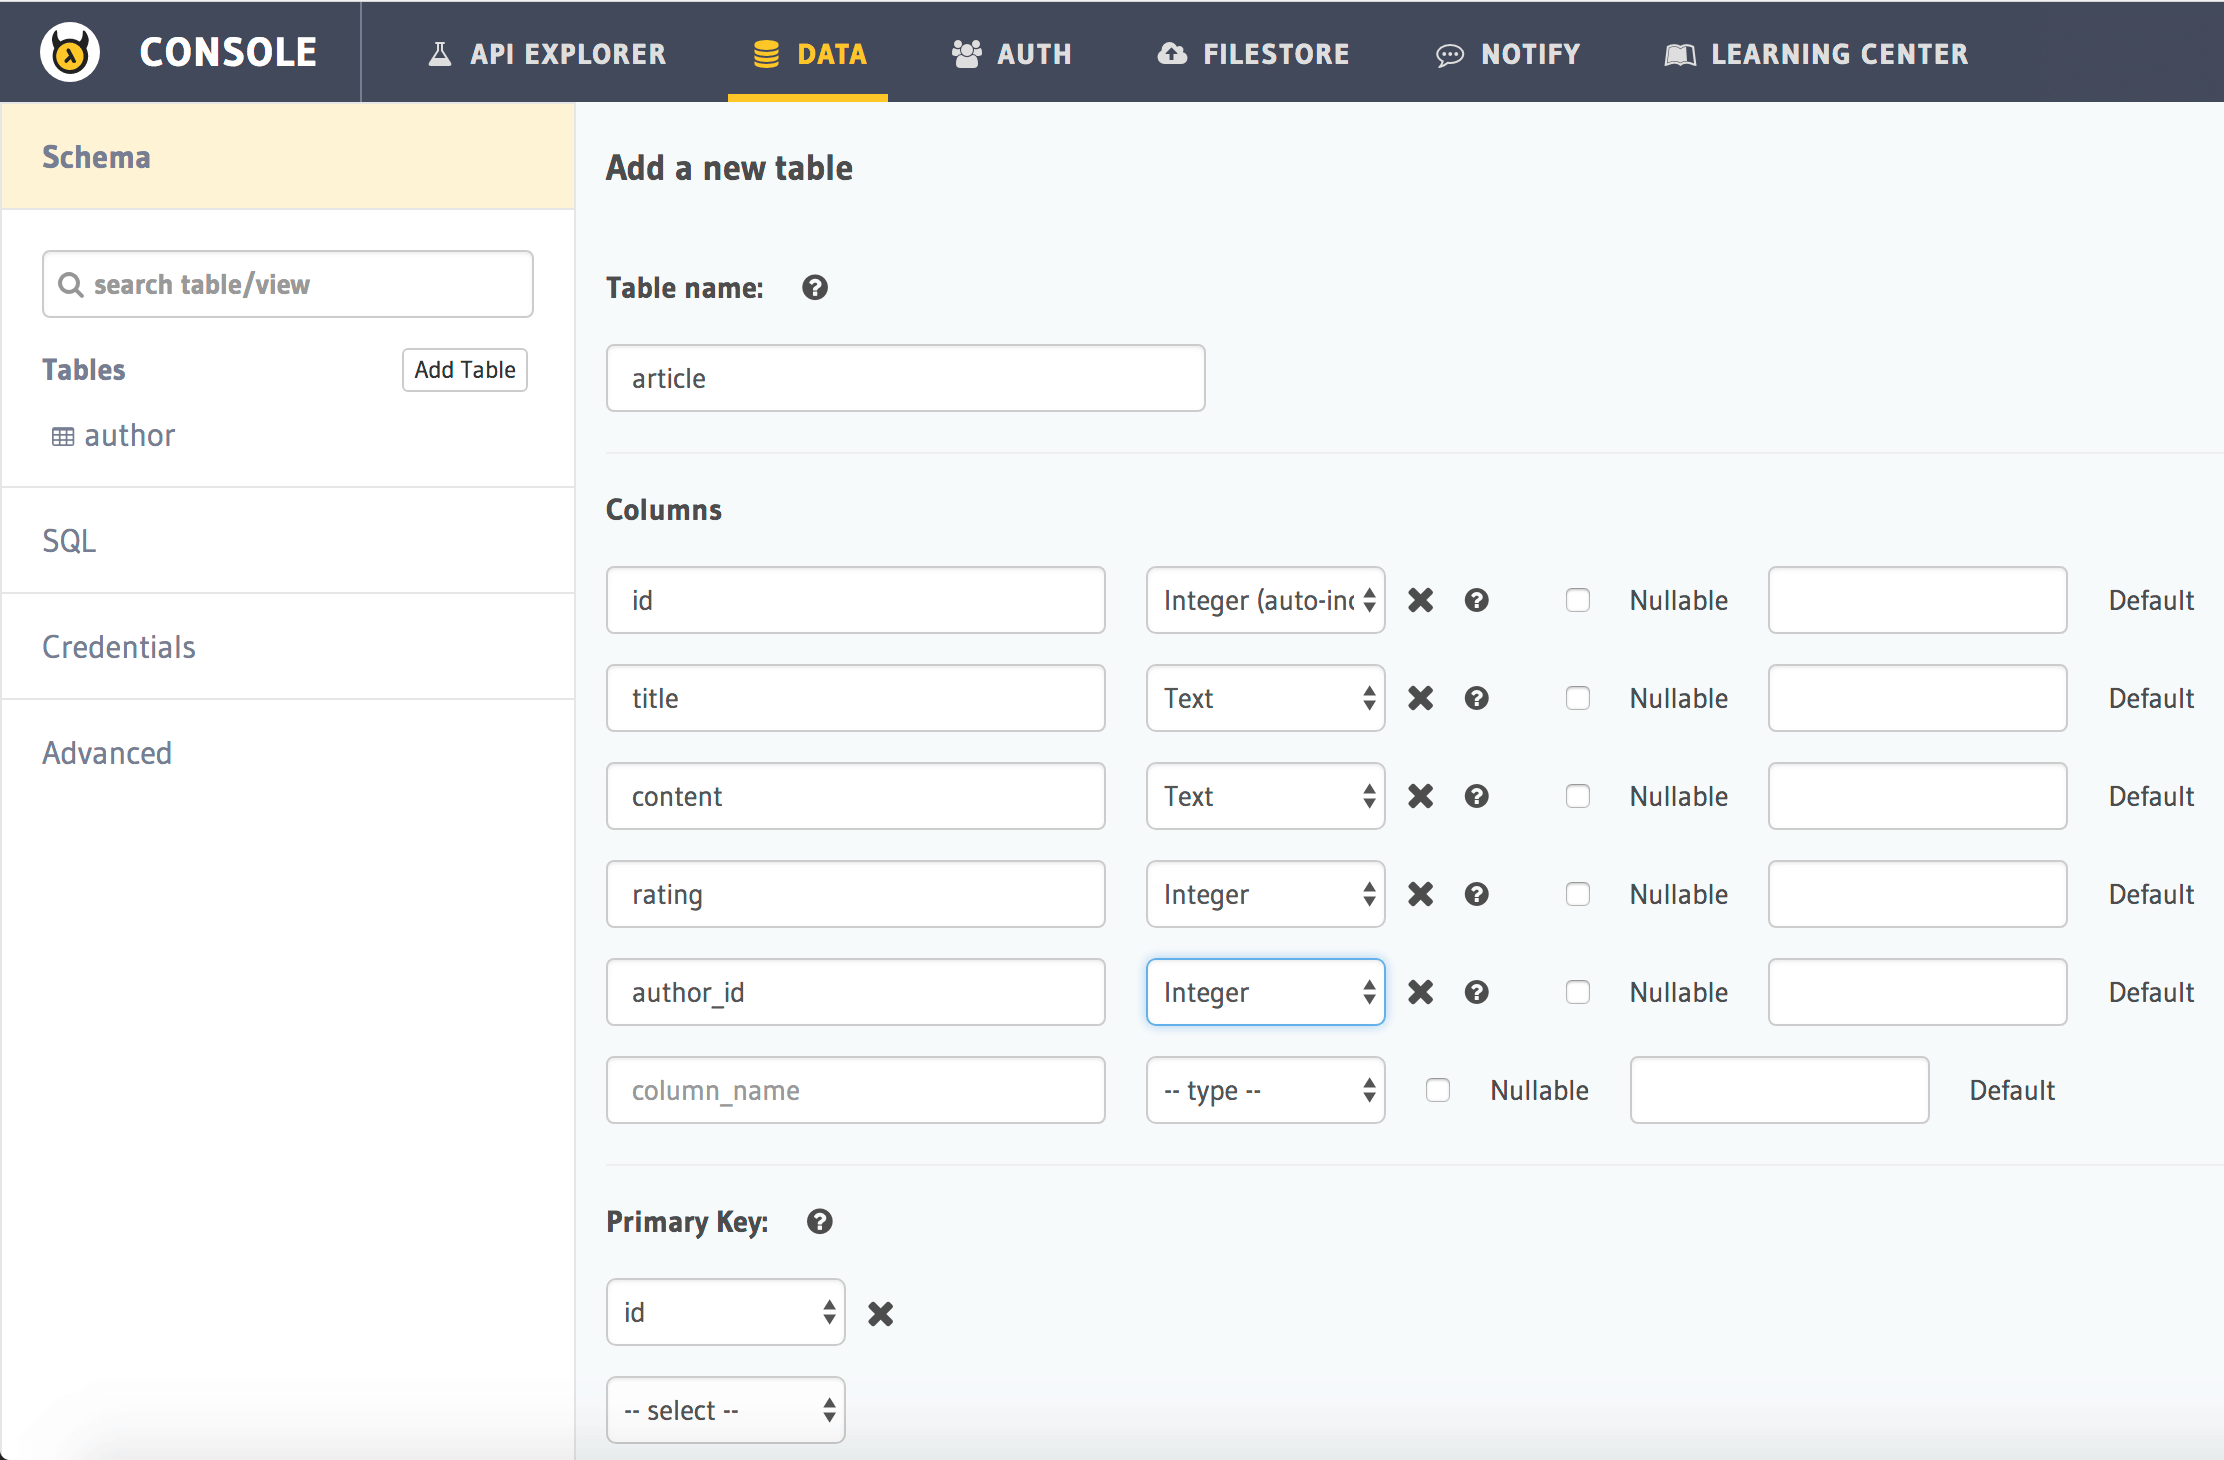 CONSOLE
API EXPLORER
DATA
AUTH
FILESTORE
NOTIFY
LEARNING CENTER
Schema
search table/view
Tables
Add Table
author
SQL
Credentials
Advanced
Add a new table
Table name:
article
Columns
id Integer (auto-inc Nullable Default
title Text Nullable Default
content Text Nullable Default
rating Integer Nullable Default
author_id Integer Nullable Default
column_name -- type -- Nullable Default
Primary Key:
id
-- select --